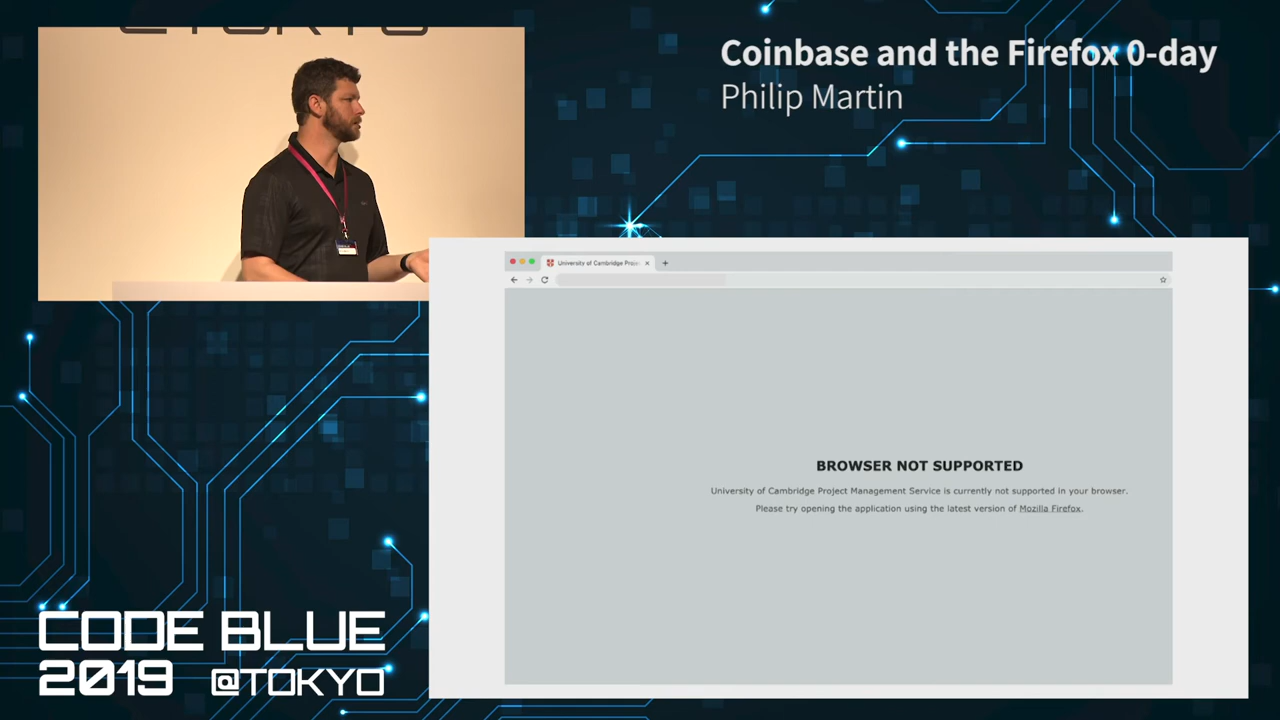 Coinbase and the Firefox 0-day
Philip Martin
University of Cambridge Proje
BROWSER NOT SUPPORTED
University of Cambridge Project Management Service is currently not supported in your browser.
Please try opening the application using the latest version of Mozilla Firefox.
CODE BLUE
2019 @TOKYO